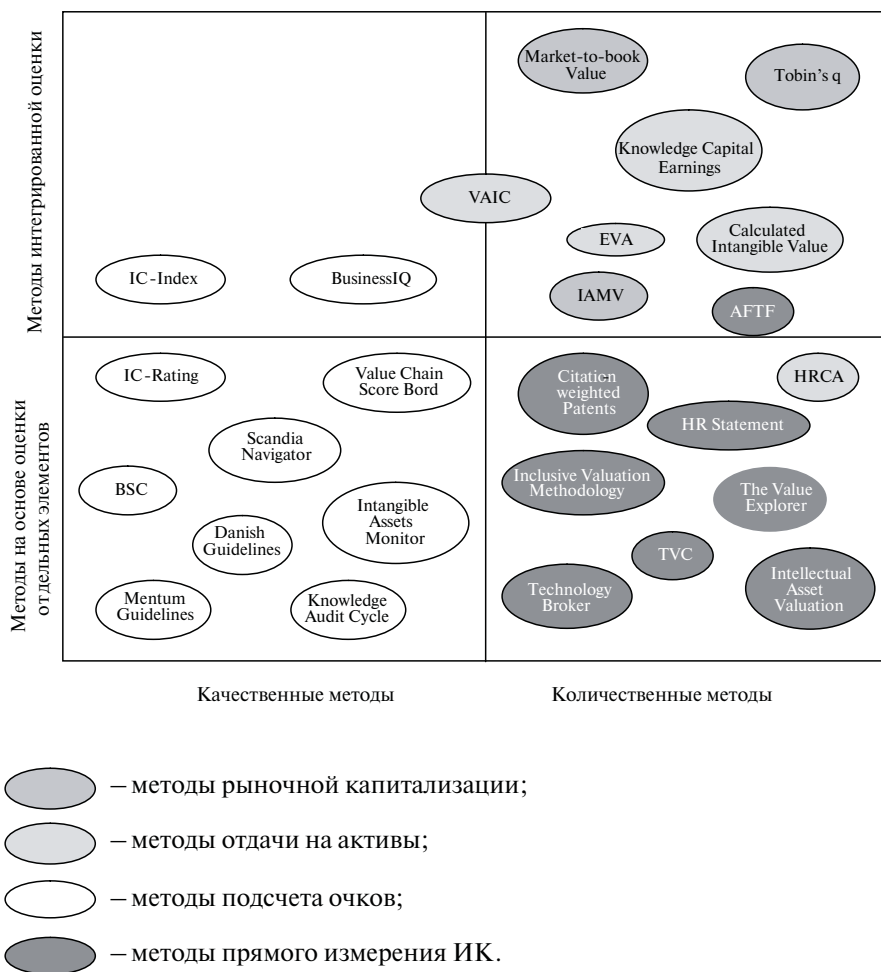 Методы интегрированной оценки
Market-to-book
Value
Tobin's q
Knowledge Capital
Earnings
VAIC
EVA
Calculated
Intangible Value
IC-Index
BusinessIQ
IAMV
AFTF
Методы на основе оценки
отдельных элементов
IC-Rating
Value Chain
Score Bord
Scandia
Navigator
BSC
Intangible
Assets
Monitor
Danish
Guidelines
Mentum
Guidelines
Knowledge
Audit Cycle
Citation
weighted
Patents
HRCA
HR Statement
Inclusive Valuation
Methodology
The Value
Explorer
TVC
Technology
Broker
Intellectual
Asset
Valuation
Качественные методы
Количественные методы
– методы рыночной капитализации;
– методы отдачи на активы;
– методы подсчета очков;
– методы прямого измерения ИК.